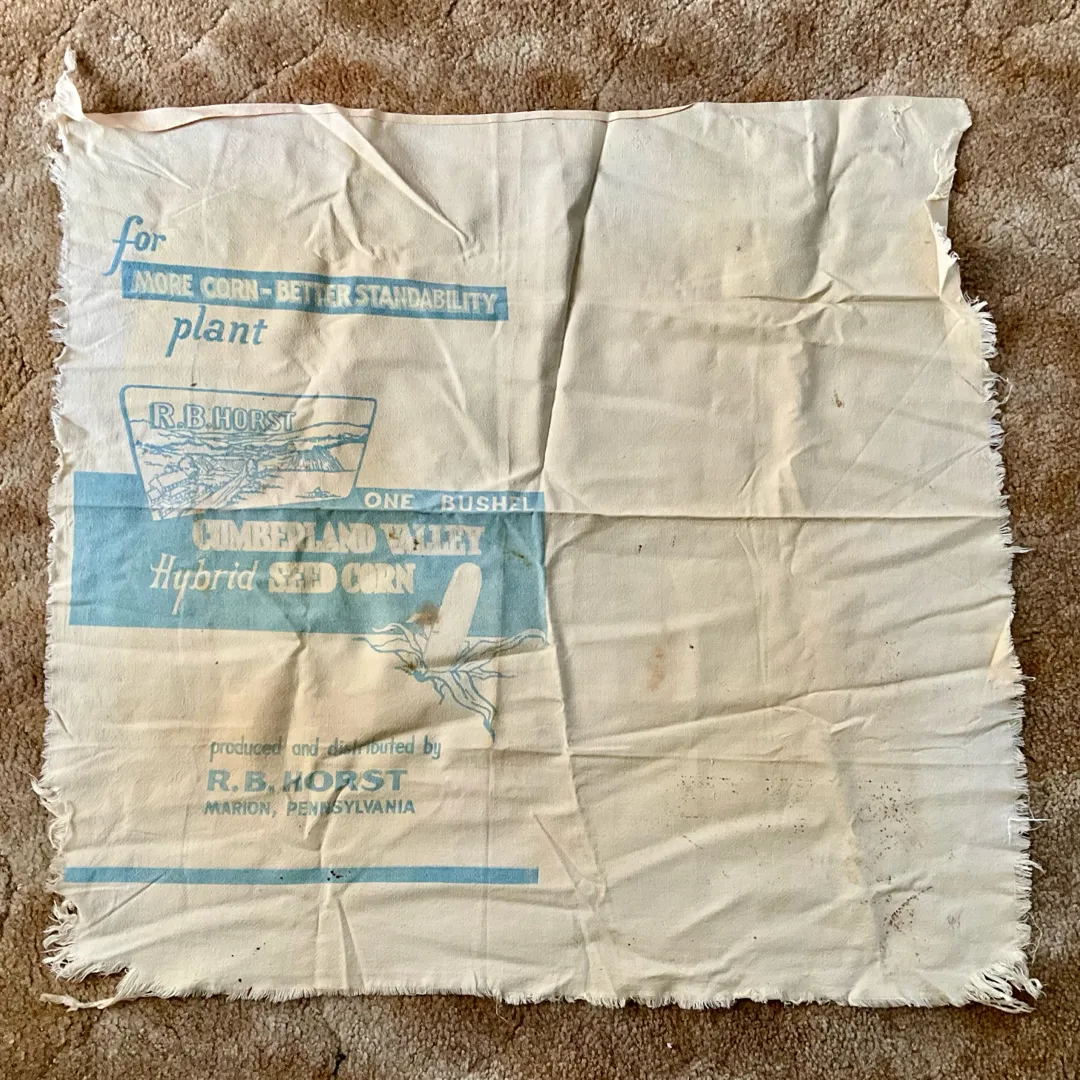 for
MORE CORN - BETTER STANDABILITY
plant
R.B. HORST
ONE BUSHEL
CUMBERLAND VALLEY
Hybrid SEED CORN
produced and distributed by
R. B. HORST
MARION, PENNSYLVANIA